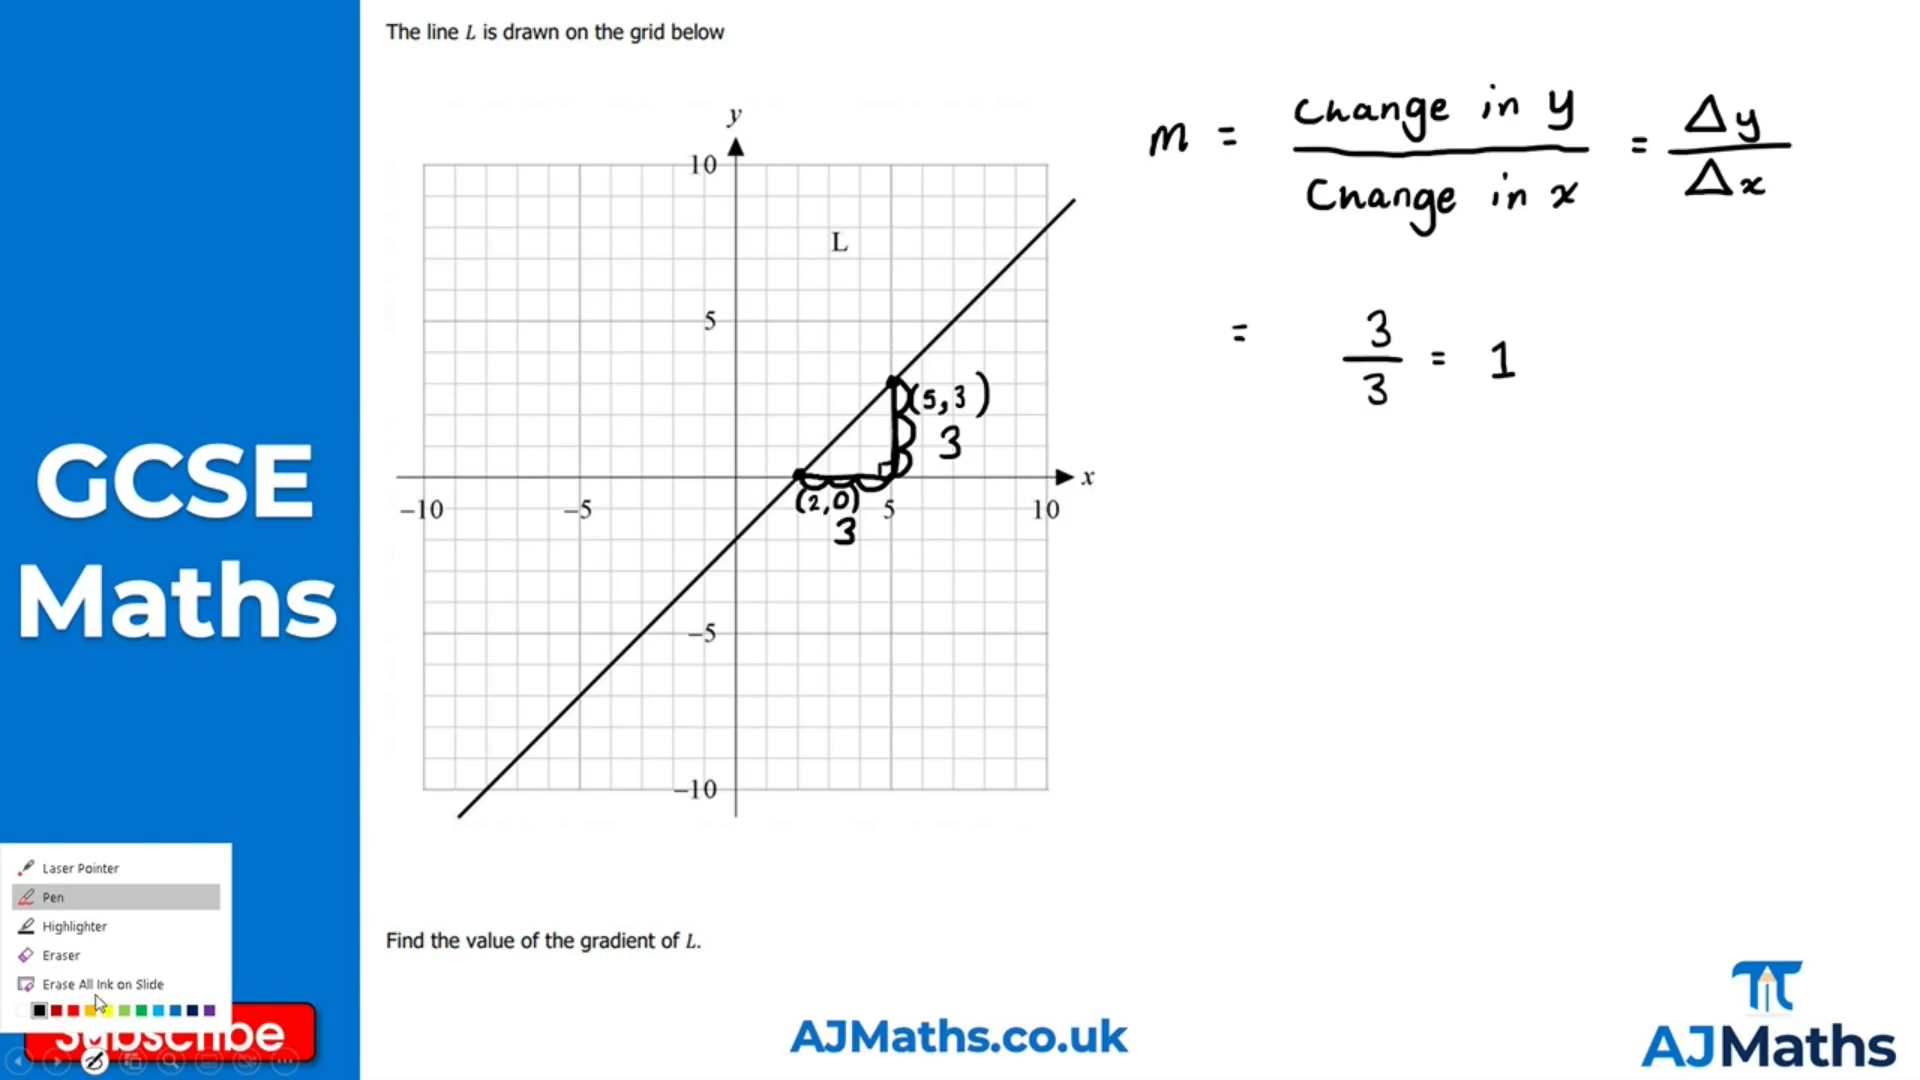 The line L is drawn on the grid below
GCSE
Maths
y
10
5
-5
-10
L
-10
-5
5
10
x
(5,3)
3
(2,0)
3
m = Change in y / Change in x = Δy / Δx
= 3/3 = 1
Find the value of the gradient of L.
Laser Pointer
Pen
Highlighter
Eraser
Erase All Ink on Slide
Subscribe
AJMaths.co.uk
AJMaths